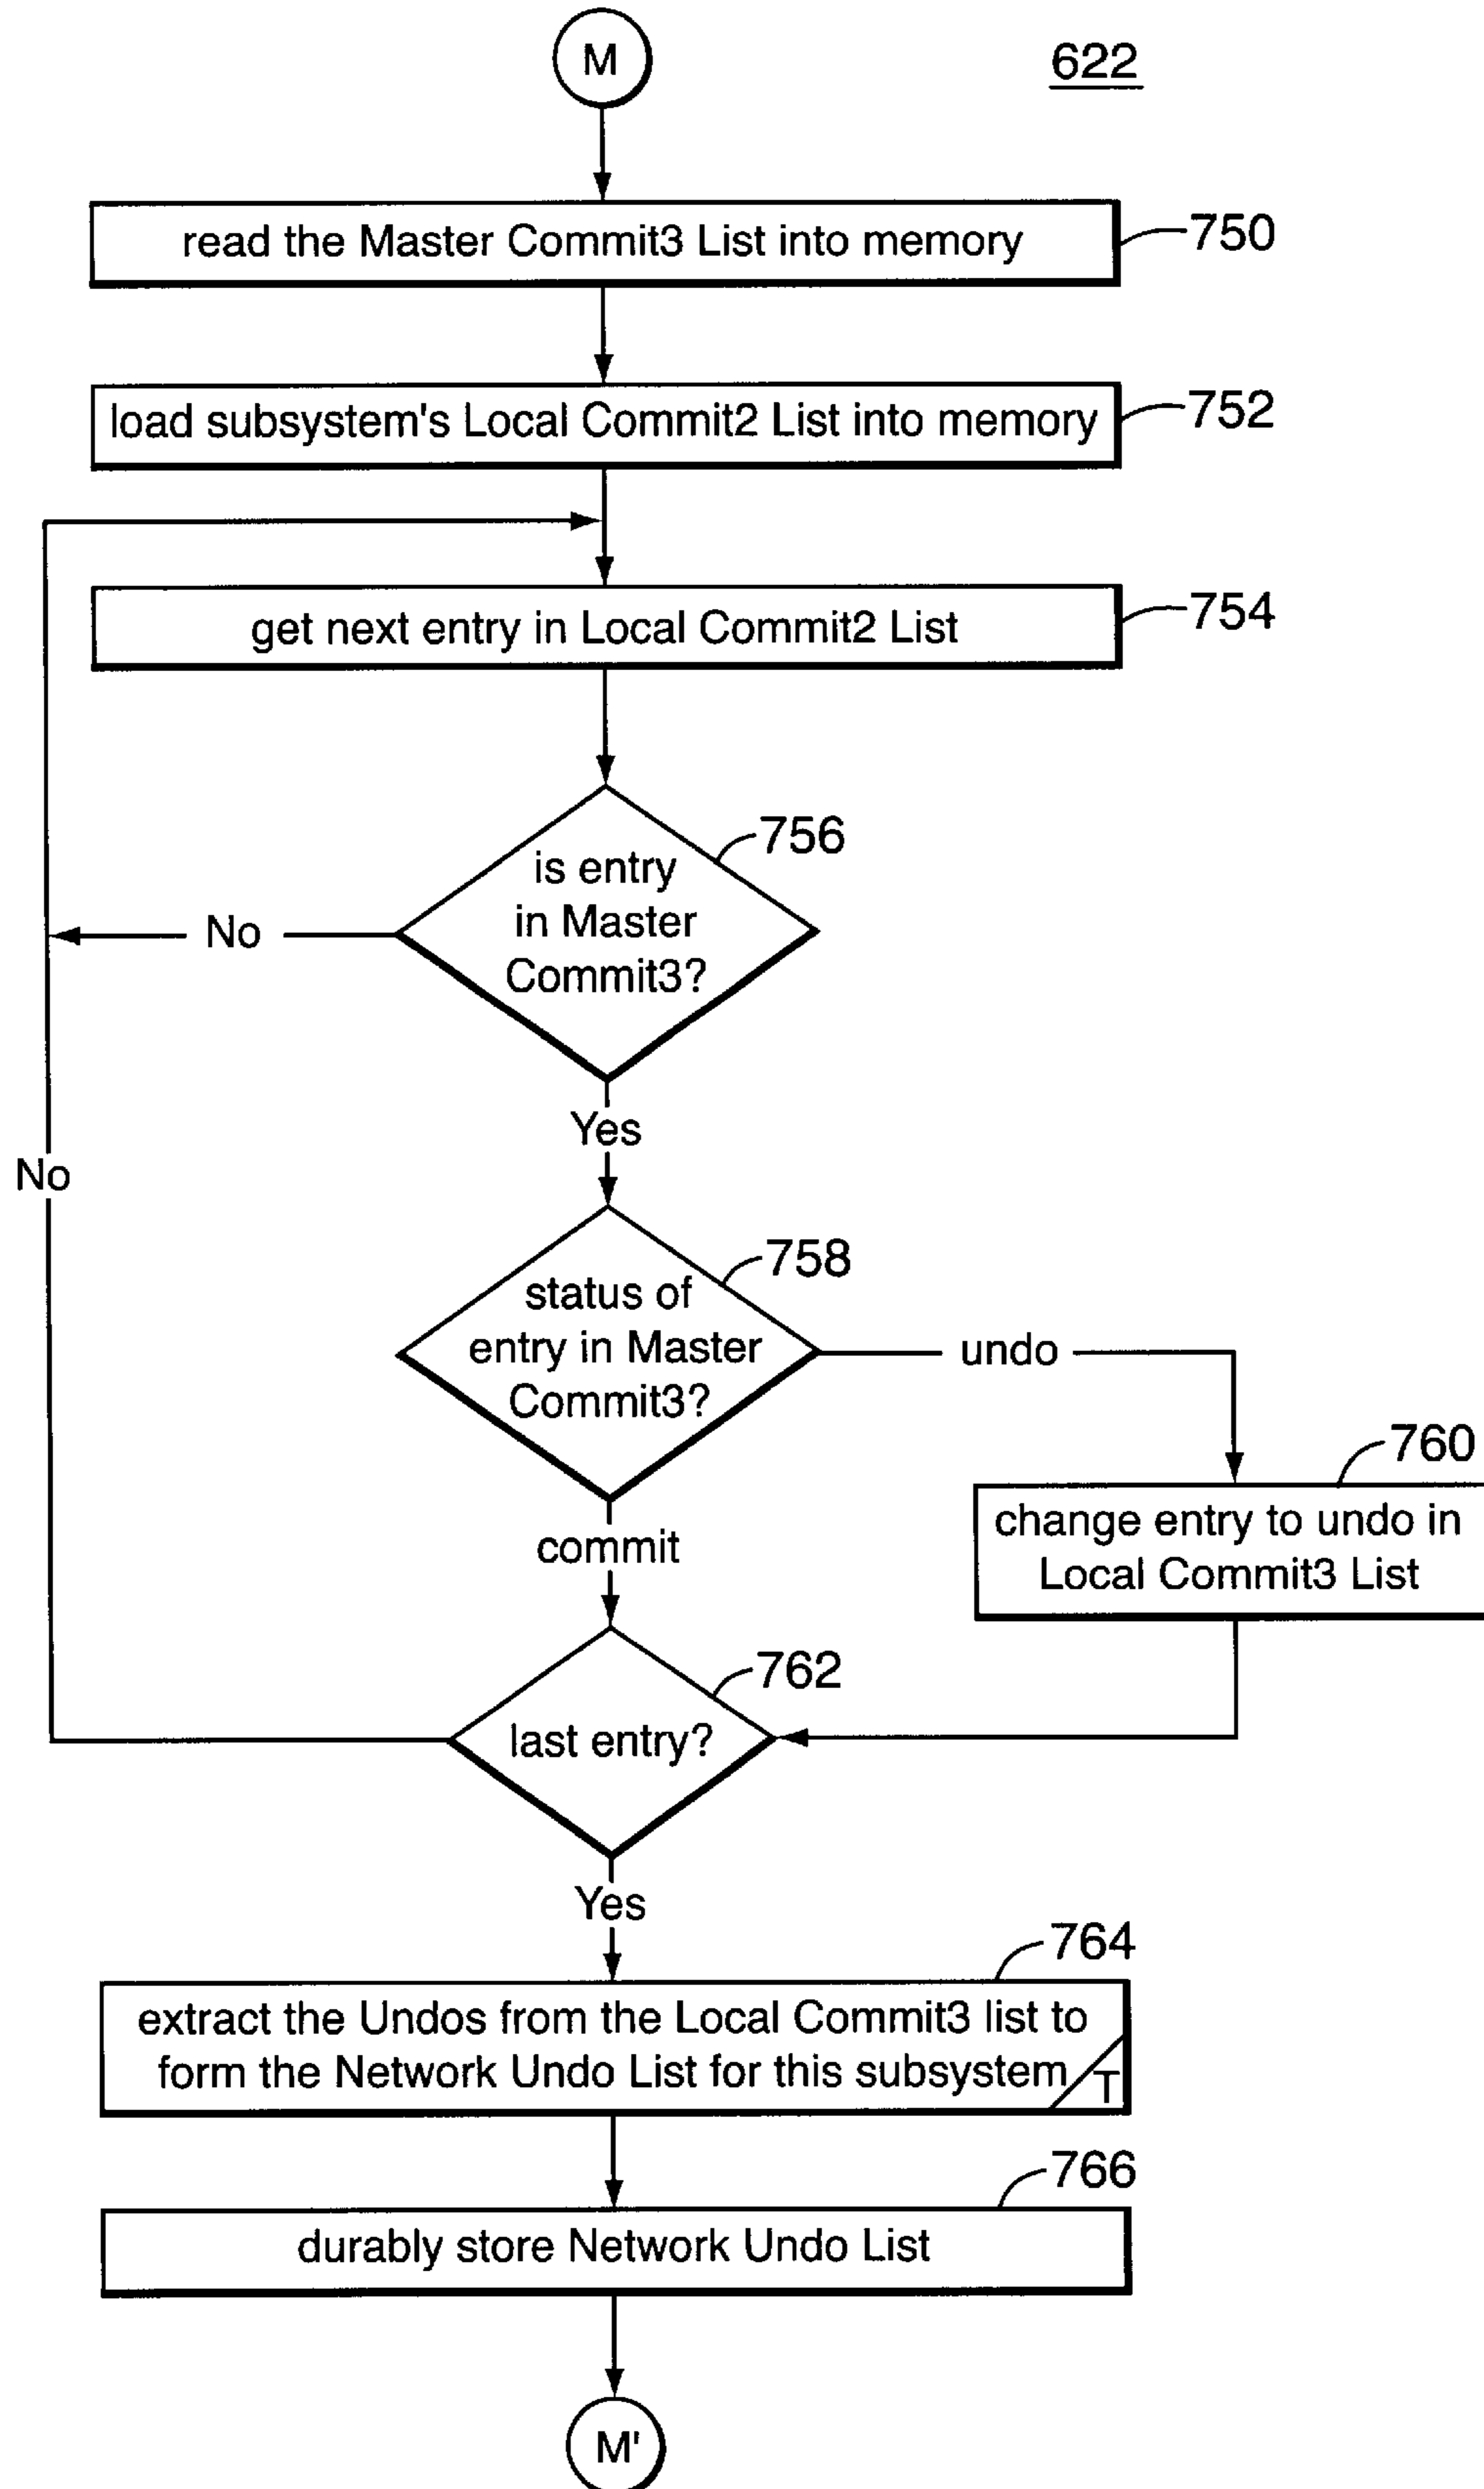 M
622
read the Master Commit3 List into memory
750
load subsystem's Local Commit2 List into memory
752
get next entry in Local Commit2 List
754
756
is entry
in Master
Commit3?
No
Yes
No
758
status of
entry in Master
Commit3?
undo
760
change entry to undo in
Local Commit3 List
commit
762
last entry?
Yes
764
extract the Undos from the Local Commit3 list to
form the Network Undo List for this subsystem
T
766
durably store Network Undo List
M'